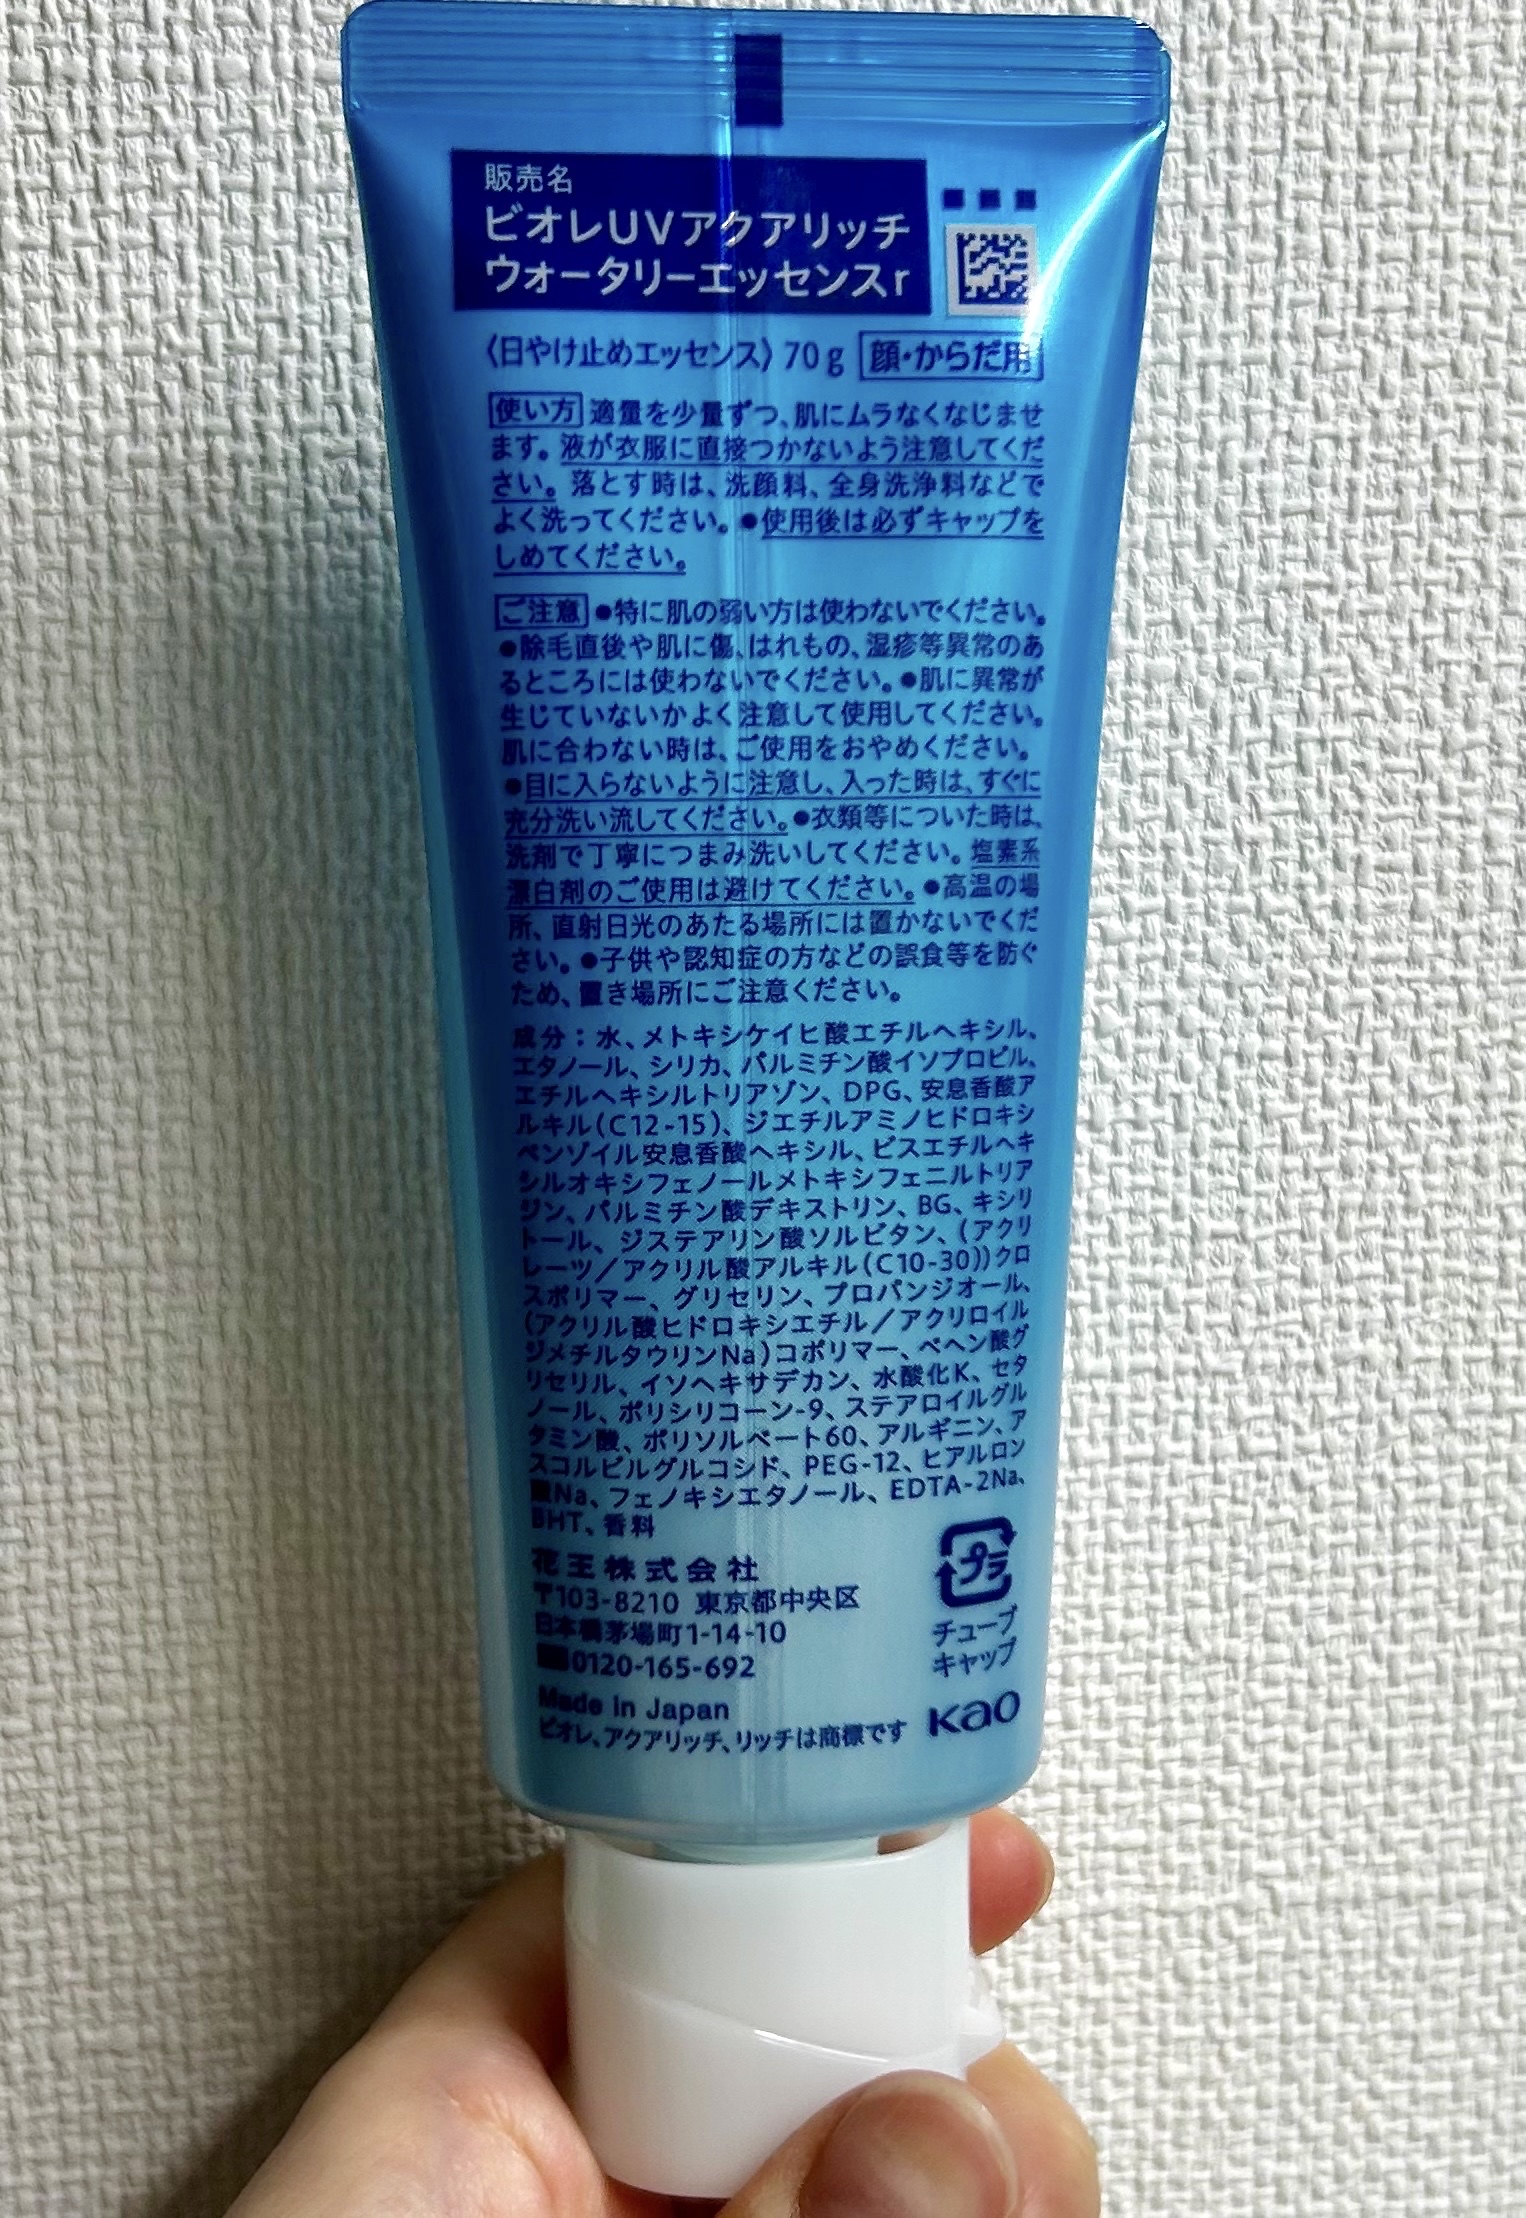 販売名
ビオレUVアクアリッチ
ウォータリーエッセンスr
〈日やけ止めエッセンス〉70g 顔・からだ用
使い方 適量を少量ずつ、肌にムラなくなじませ
ます。液が衣服に直接つかないよう注意してくだ
さい。落とす時は、洗顔料、全身洗浄料などで
よく洗ってください。●使用後は必ずキャップを
しめてください。
ご注意 ●特に肌の弱い方は使わないでください。
●除毛直後や肌に傷、はれもの、湿疹等異常のあ
るところには使わないでください。●肌に異常が
生じていないかよく注意して使用してください。
肌に合わない時は、ご使用をおやめください。
●目に入らないように注意し、入った時は、すぐに
充分洗い流してください。●衣類等についた時は、
洗剤で丁寧につまみ洗いしてください。塩素系
漂白剤のご使用は避けてください。●高温の場
所、直射日光のあたる場所には置かないでくだ
さい。●子供や認知症の方などの誤食等を防ぐ
ため、置き場所にご注意ください。
成分：水、メトキシケイヒ酸エチルヘキシル、
エタノール、シリカ、パルミチン酸イソプロピル、
エチルヘキシルトリアゾン、DPG、安息香酸ア
ルキル(C12-15)、ジエチルアミノヒドロキシ
ベンゾイル安息香酸ヘキシル、ビスエチルヘキ
シルオキシフェノールメトキシフェニルトリア
ジン、パルミチン酸デキストリン、BG、キシリ
トール、ジステアリン酸ソルビタン、(アクリ
レーツ／アクリル酸アルキル(C10-30))クロ
スポリマー、グリセリン、プロパンジオール、
(アクリル酸ヒドロキシエチル／アクリロイル
ジメチルタウリンNa)コポリマー、ベヘン酸グ
リセリル、イソヘキサデカン、水酸化K、セタ
ノール、ポリシリコーン-9、ステアロイルグル
タミン酸、ポリソルベート60、アルギニン、ア
スコルビルグルコシド、PEG-12、ヒアルロン
酸Na、フェノキシエタノール、EDTA-2Na、
BHT、香料
花王株式会社
〒103-8210 東京都中央区
日本橋茅場町1-14-10
0120-165-692
Made in Japan
ビオレ、アクアリッチ、リッチは商標です
プラ
チューブ
キャップ
Kao